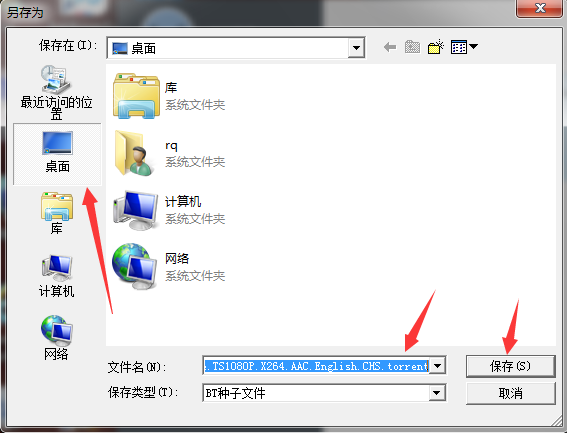 另存为
保存在(I):
桌面
最近访问的位
置
桌面
库
计算机
网络
库
系统文件夹
rq
系统文件夹
计算机
系统文件夹
网络
系统文件夹
文件名(N):
.TS1080P.X264.AAC.English.CHS.torrent
保存(S)
保存类型(T):
BT种子文件
取消